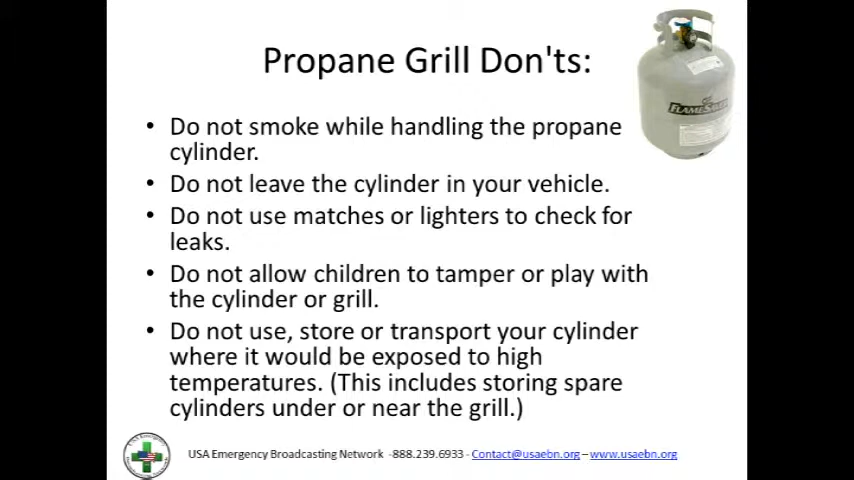 Propane Grill Don'ts:
FLAMESAVER
• Do not smoke while handling the propane
cylinder.
• Do not leave the cylinder in your vehicle.
• Do not use matches or lighters to check for
leaks.
• Do not allow children to tamper or play with
the cylinder or grill.
• Do not use, store or transport your cylinder
where it would be exposed to high
temperatures. (This includes storing spare
cylinders under or near the grill.)
USA Emergency
USA Emergency Broadcasting Network -888.239.6933 - Contact@usaebn.org – www.usaebn.org